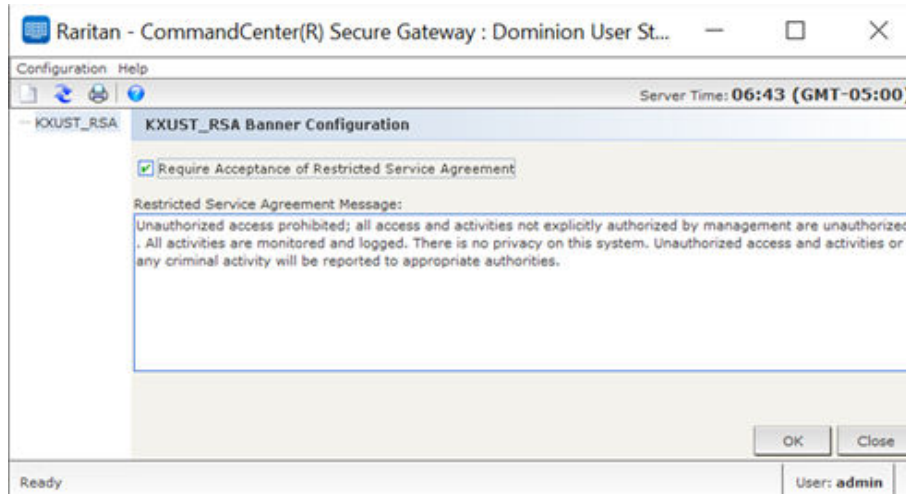 Raritan - CommandCenter(R) Secure Gateway : Dominion User St...
Configuration Help
Server Time: 06:43 (GMT-05:00)
KXUST_RSA
KXUST_RSA Banner Configuration
Require Acceptance of Restricted Service Agreement
Restricted Service Agreement Message:
Unauthorized access prohibited; all access and activities not explicitly authorized by management are unauthorized
. All activities are monitored and logged. There is no privacy on this system. Unauthorized access and activities or
any criminal activity will be reported to appropriate authorities.
OK Close
Ready User: admin